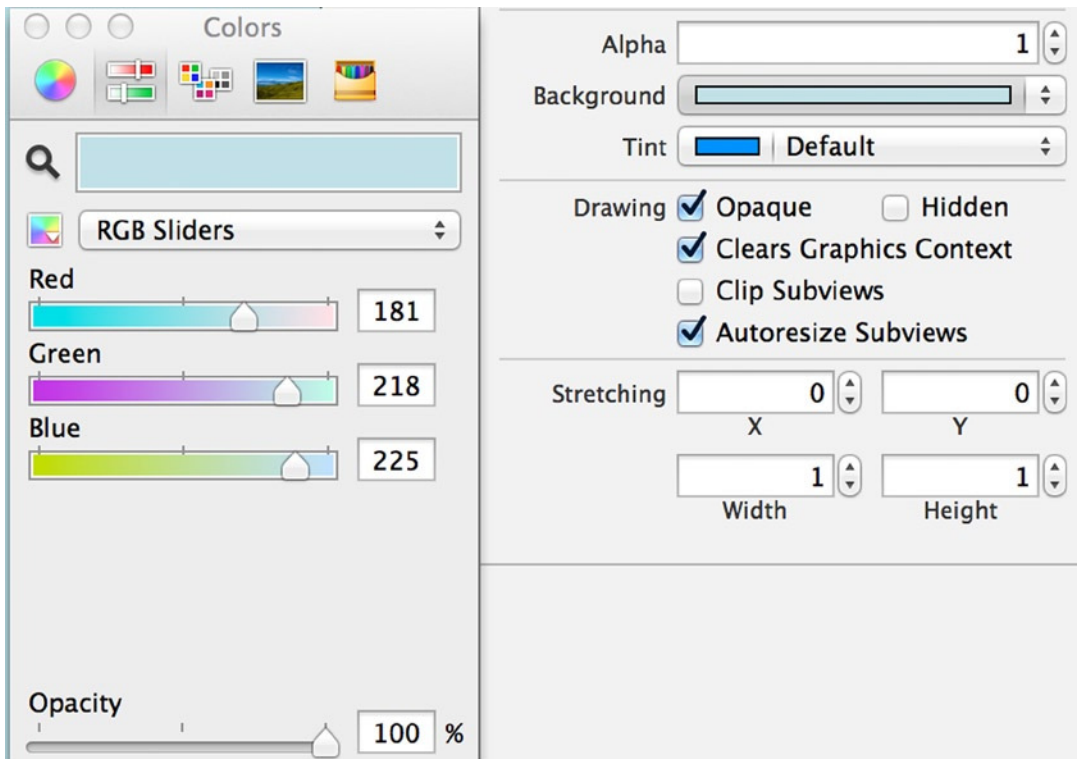 Colors
RGB Sliders
Red
181
Green
218
Blue
225
Opacity
100 %
Alpha 1
Background
Tint Default
Drawing Opaque Hidden
Clears Graphics Context
Clip Subviews
Autoresize Subviews
Stretching 0 0
X Y
1 1
Width Height